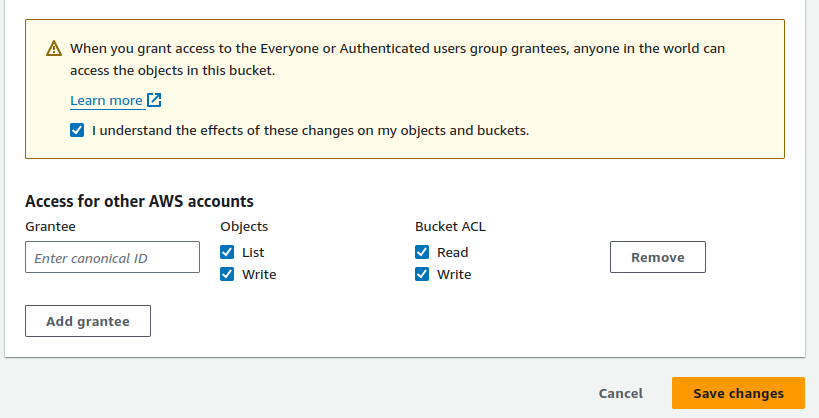 When you grant access to the Everyone or Authenticated users group grantees, anyone in the world can
access the objects in this bucket.
Learn more
I understand the effects of these changes on my objects and buckets.
Access for other AWS accounts
Grantee Objects Bucket ACL
Enter canonical ID List Read Remove
Write Write
Add grantee
Cancel Save changes